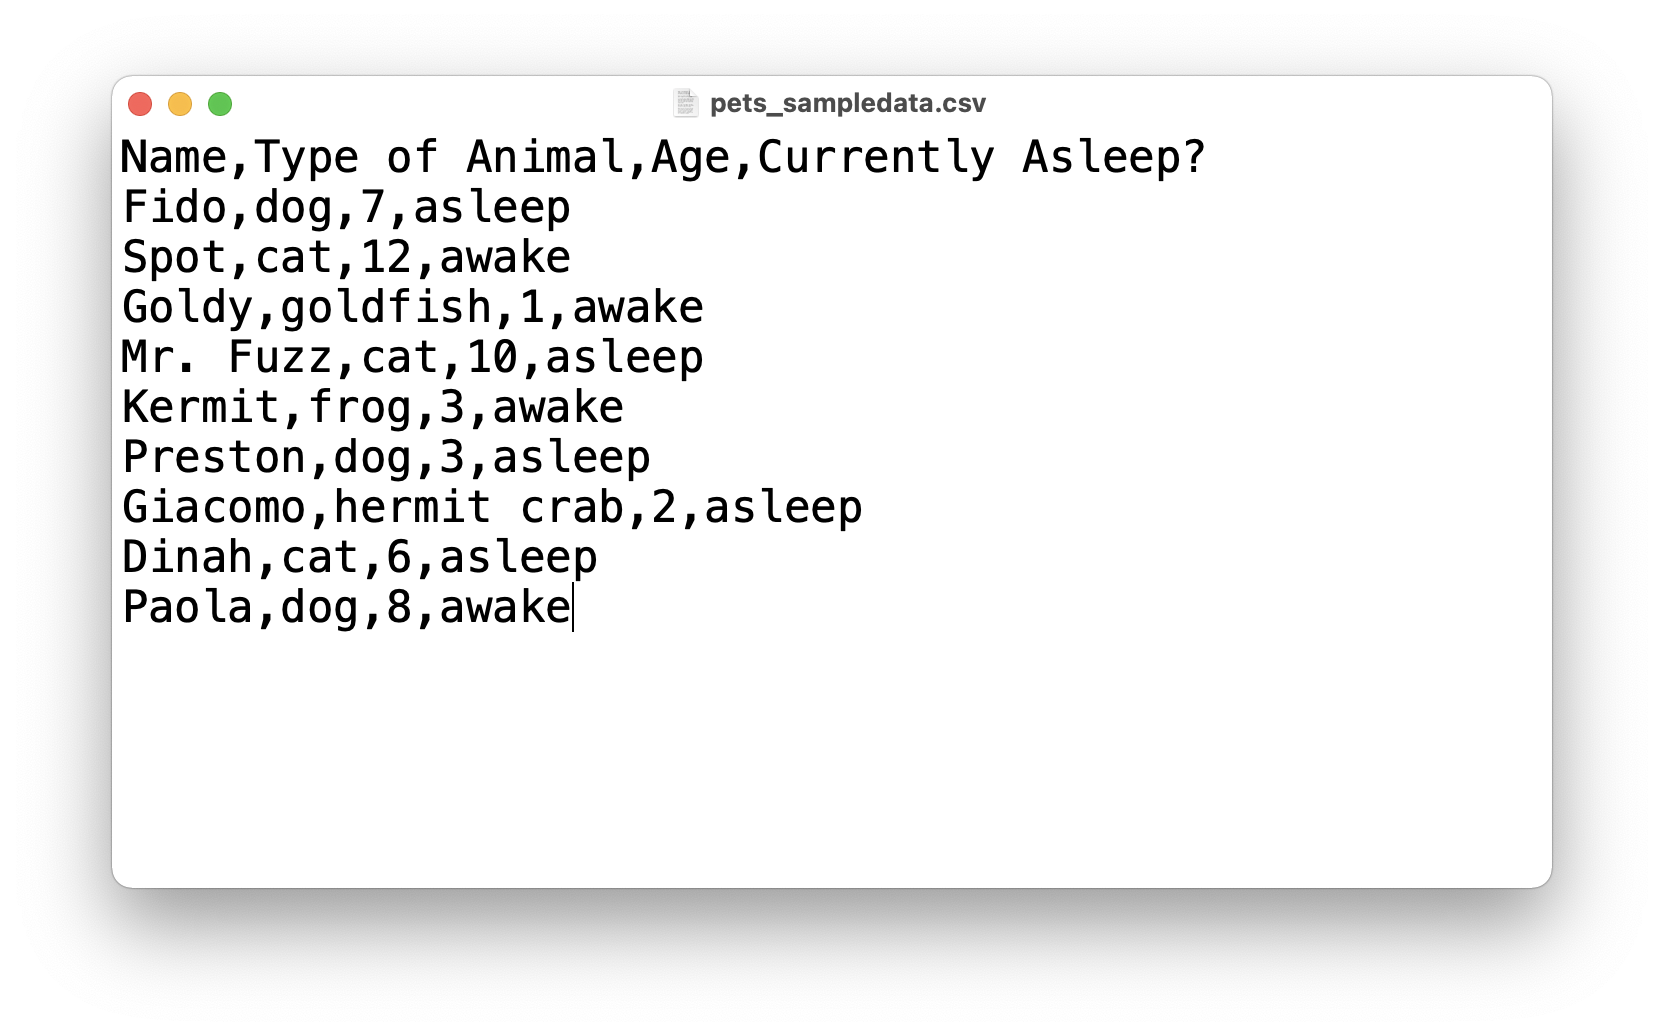 pets_sampledata.csv
Name,Type of Animal,Age,Currently Asleep?
Fido,dog,7,asleep
Spot,cat,12,awake
Goldy,goldfish,1,awake
Mr. Fuzz,cat,10,asleep
Kermit,frog,3,awake
Preston,dog,3,asleep
Giacomo,hermit crab,2,asleep
Dinah,cat,6,asleep
Paola,dog,8,awake